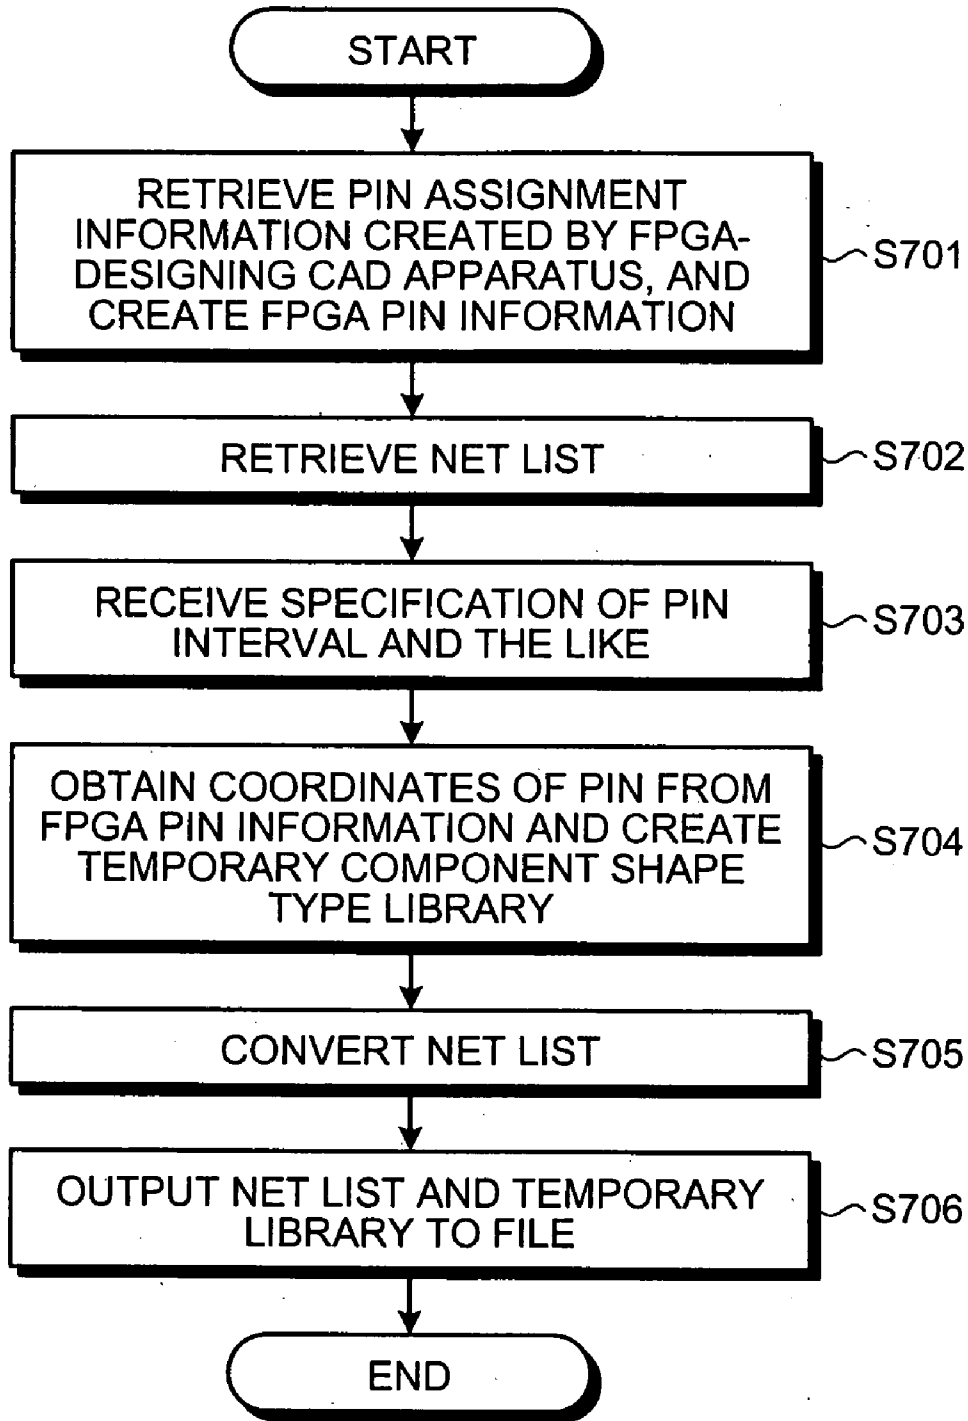 START
RETRIEVE PIN ASSIGNMENT
INFORMATION CREATED BY FPGA-
DESIGNING CAD APPARATUS, AND
CREATE FPGA PIN INFORMATION
S701
RETRIEVE NET LIST
S702
RECEIVE SPECIFICATION OF PIN
INTERVAL AND THE LIKE
S703
OBTAIN COORDINATES OF PIN FROM
FPGA PIN INFORMATION AND CREATE
TEMPORARY COMPONENT SHAPE
TYPE LIBRARY
S704
CONVERT NET LIST
S705
OUTPUT NET LIST AND TEMPORARY
LIBRARY TO FILE
S706
END